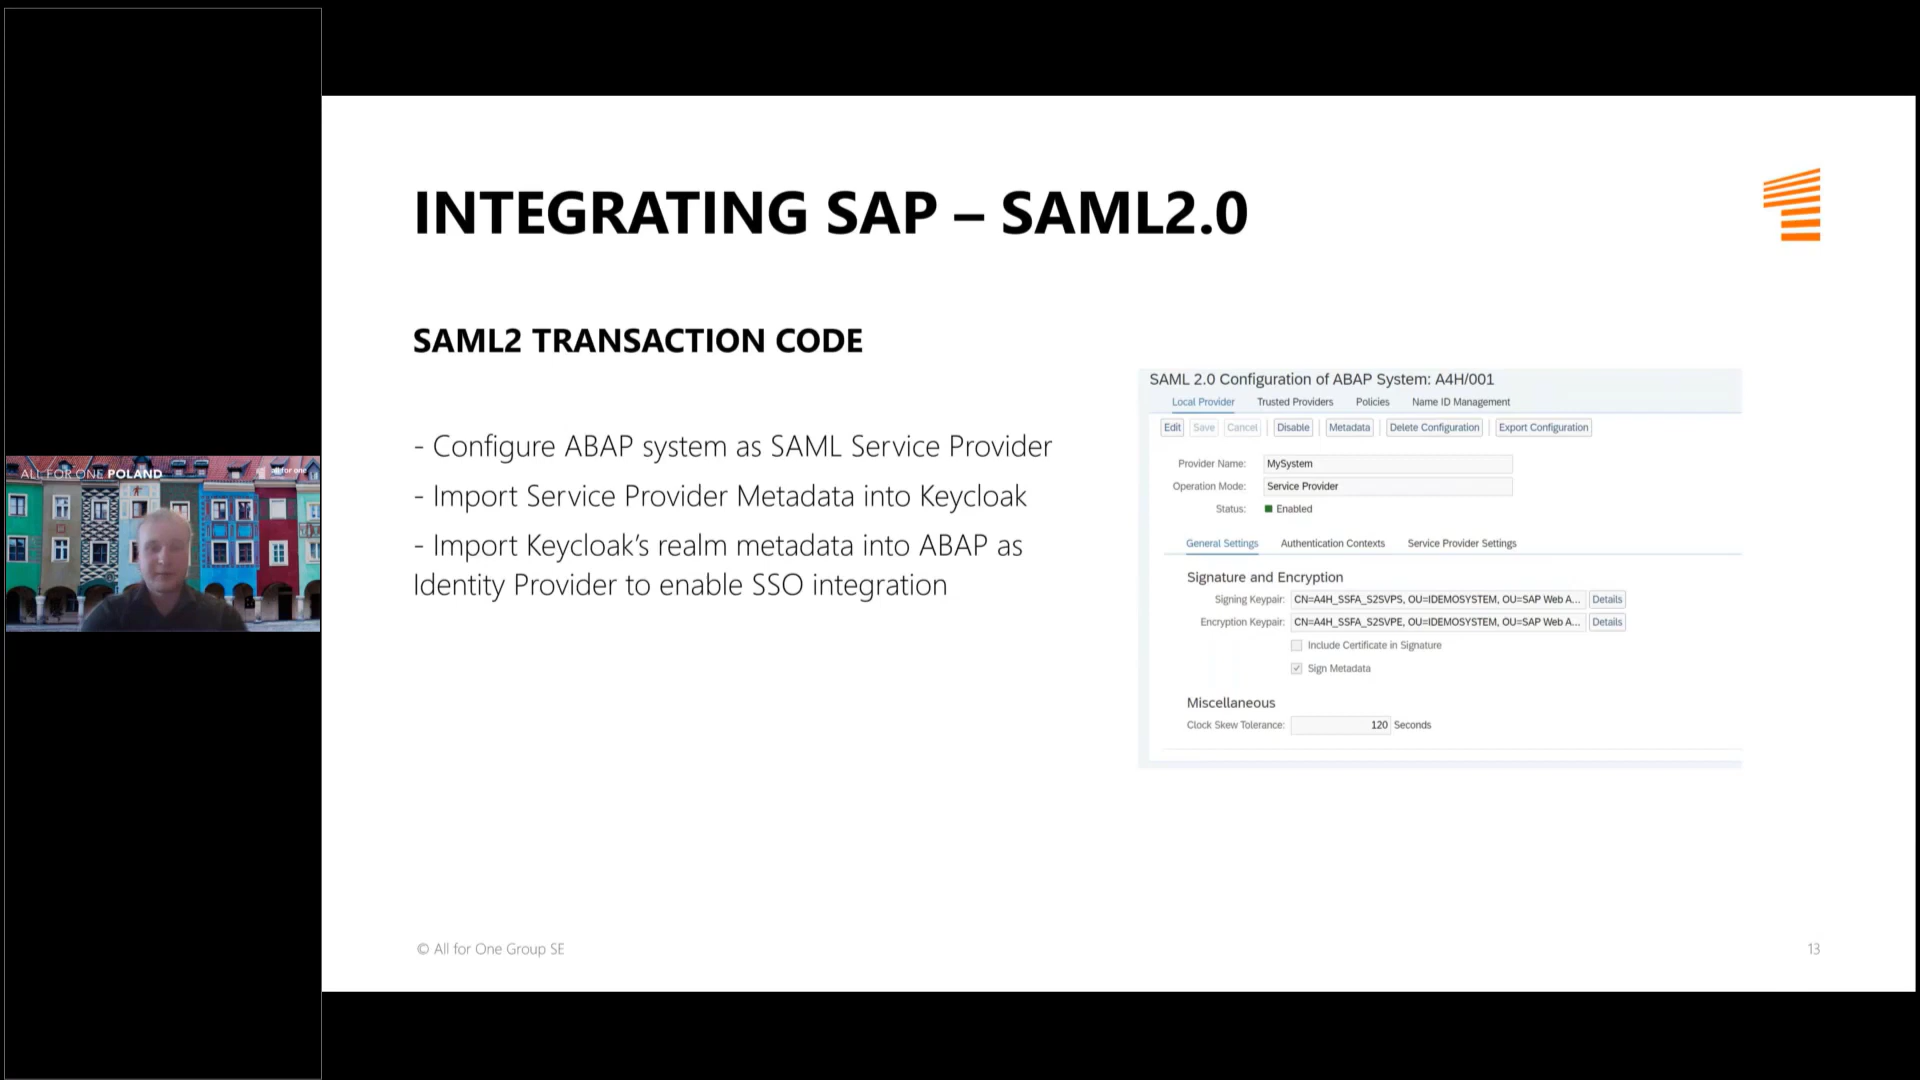 ALL FOR ONE POLAND
all for one
INTEGRATING SAP – SAML2.0
SAML2 TRANSACTION CODE
- Configure ABAP system as SAML Service Provider
- Import Service Provider Metadata into Keycloak
- Import Keycloak's realm metadata into ABAP as
Identity Provider to enable SSO integration
SAML 2.0 Configuration of ABAP System: A4H/001
Local Provider Trusted Providers Policies Name ID Management
Edit Save Cancel Disable Metadata Delete Configuration Export Configuration
Provider Name: MySystem
Operation Mode: Service Provider
Status: Enabled
General Settings Authentication Contexts Service Provider Settings
Signature and Encryption
Signing Keypair: CN=A4H_SSFA_S2SVPS, OU=IDEMOSYSTEM, OU=SAP Web A... Details
Encryption Keypair: CN=A4H_SSFA_S2SVPE, OU=IDEMOSYSTEM, OU=SAP Web A... Details
Include Certificate in Signature
Sign Metadata
Miscellaneous
Clock Skew Tolerance: 120 Seconds
© All for One Group SE
13